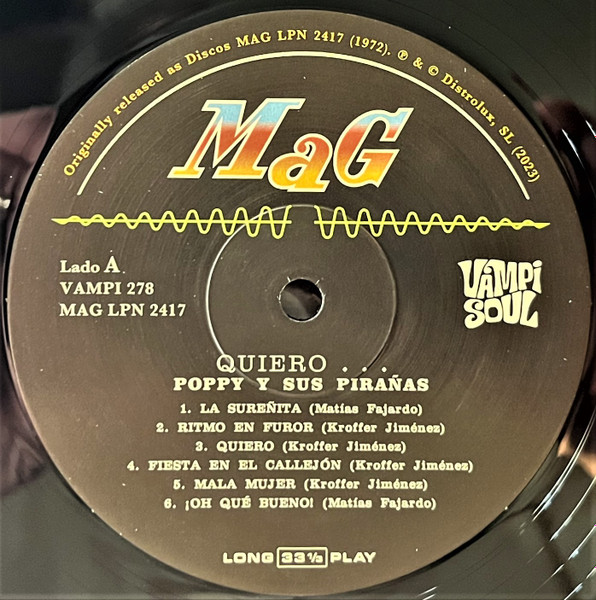 Originally released as Discos MAG LPN 2417 (1972). ℗ & © Distrolux, SL (2023)
MaG
Lado A.
VAMPI 278
MAG LPN 2417
VAMPI
SOUL
QUIERO . . .
POPPY Y SUS PIRAÑAS
1. LA SUREÑITA (Matías Fajardo)
2. RITMO EN FUROR (Kroffer Jiménez)
3. QUIERO (Kroffer Jiménez)
4. FIESTA EN EL CALLEJÓN (Kroffer Jiménez)
5. MALA MUJER (Kroffer Jiménez)
6. ¡OH QUÉ BUENO! (Matías Fajardo)
LONG 33⅓ PLAY